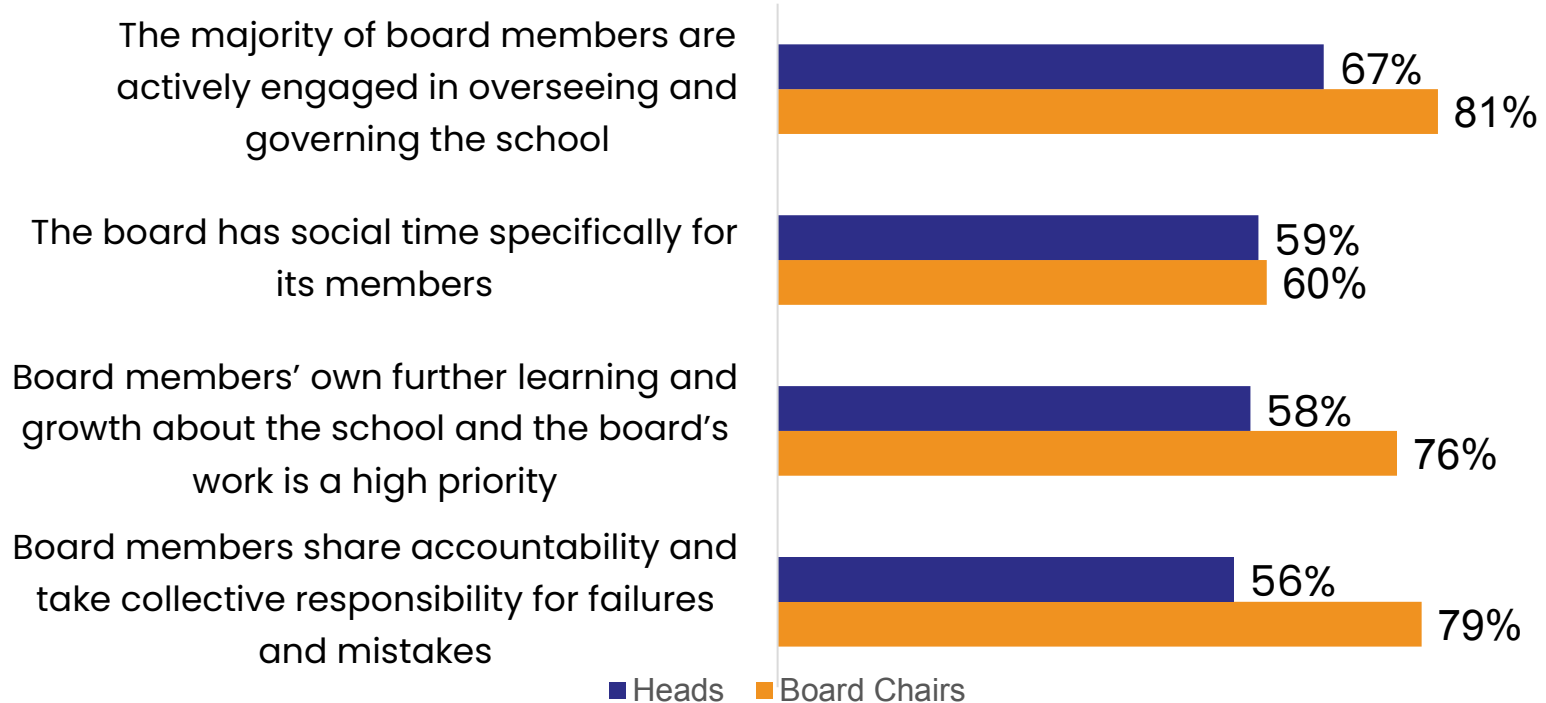 The majority of board members are
actively engaged in overseeing and
governing the school
67%
81%
The board has social time specifically for
its members
59%
60%
Board members’ own further learning and
growth about the school and the board’s
work is a high priority
58%
76%
Board members share accountability and
take collective responsibility for failures
and mistakes
56%
79%
Heads Board Chairs